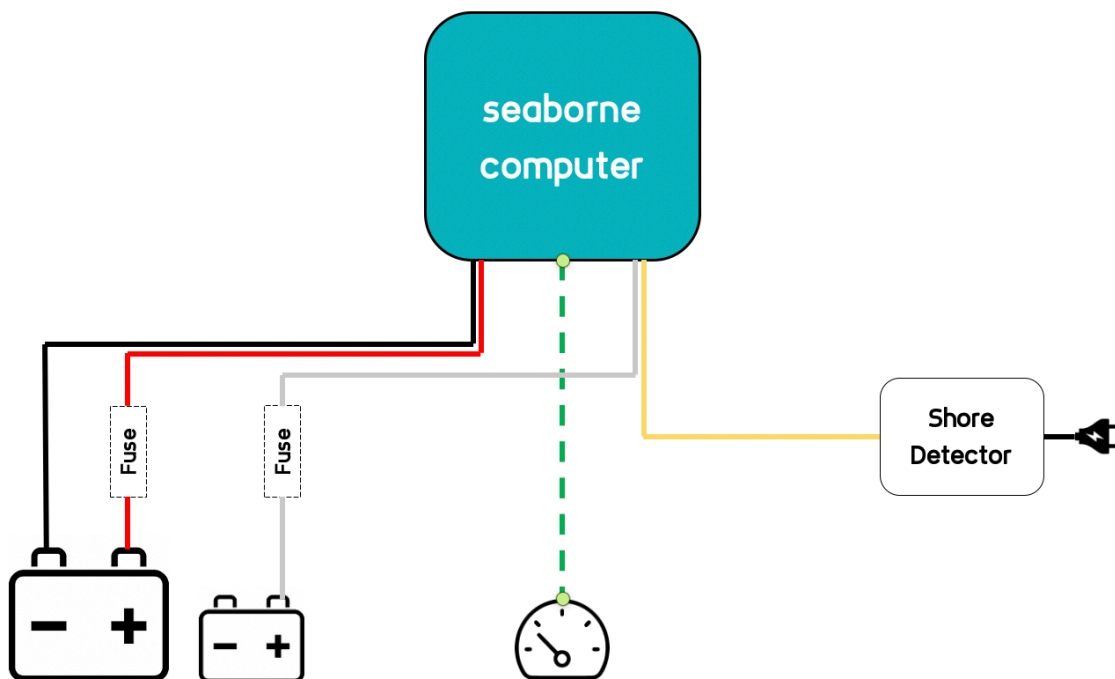 seaborne
computer
Fuse
Fuse
Shore
Detector